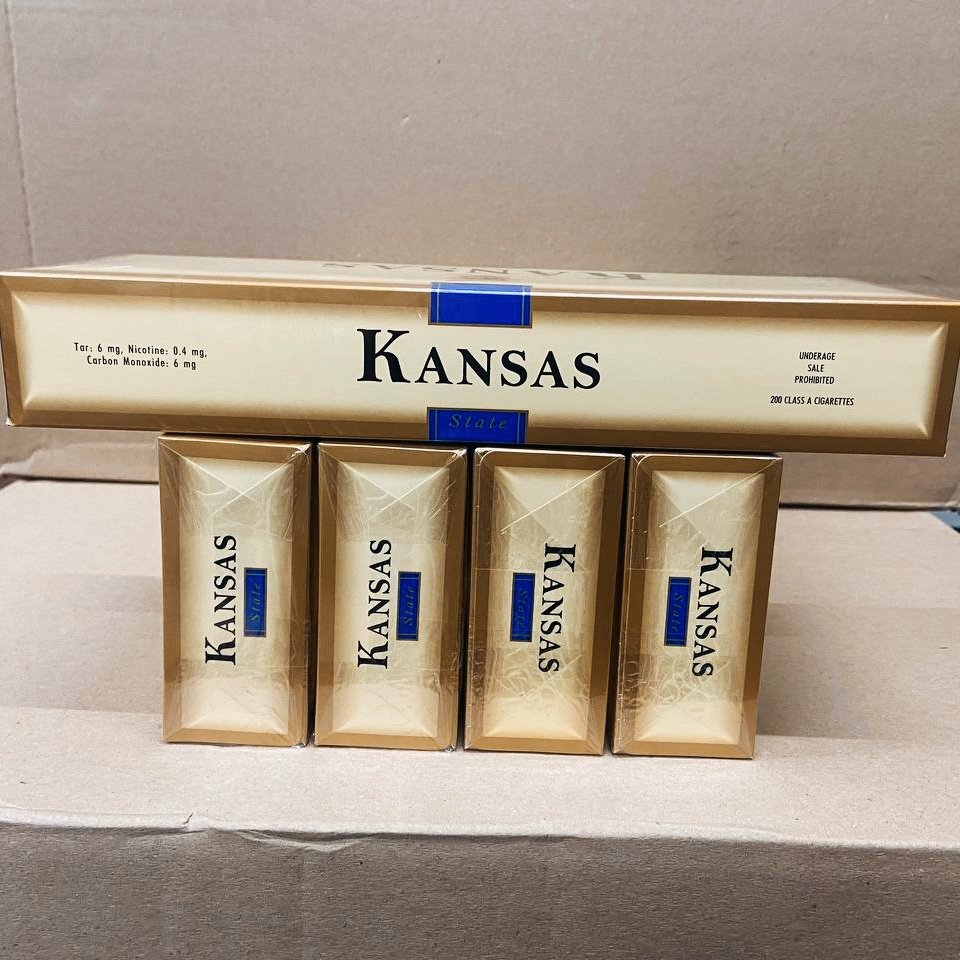 KANSAS
Tar: 6 mg, Nicotine: 0.4 mg,
Carbon Monoxide: 6 mg
KANSAS
UNDERAGE
SALE
PROHIBITED
200 CLASS A CIGARETTES
State
KANSAS
State
KANSAS
State
KANSAS
State
KANSAS
State